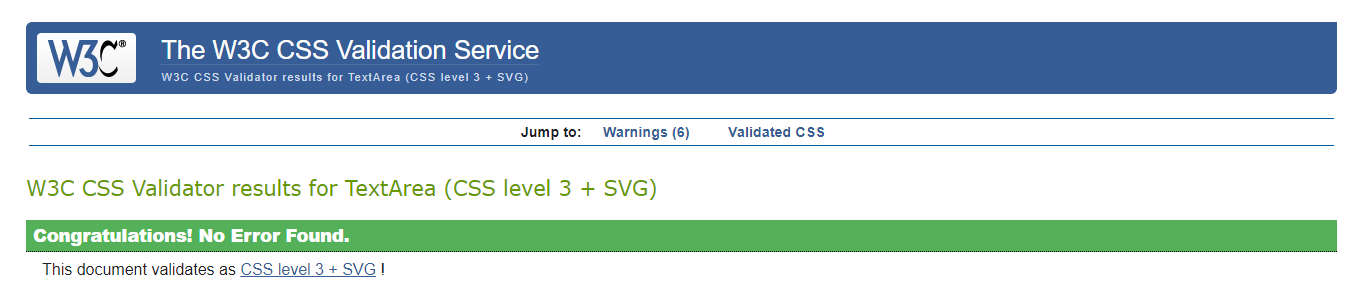 W3C®
The W3C CSS Validation Service
W3C CSS Validator results for TextArea (CSS level 3 + SVG)
Jump to: Warnings (6) Validated CSS
W3C CSS Validator results for TextArea (CSS level 3 + SVG)
Congratulations! No Error Found.
This document validates as CSS level 3 + SVG !